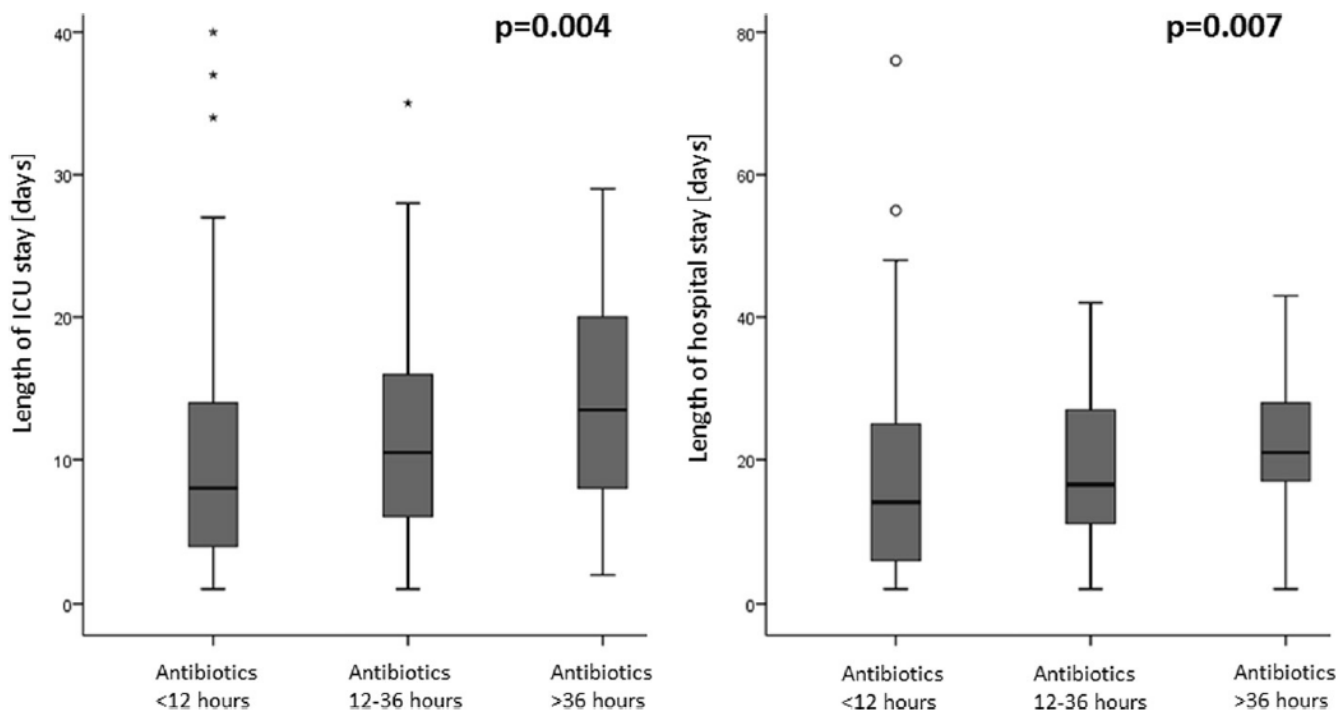 p=0.004
Length of ICU stay [days]
40
30
20
10
0
Antibiotics
<12 hours
Antibiotics
12-36 hours
Antibiotics
>36 hours
p=0.007
Length of hospital stay [days]
80
60
40
20
0
Antibiotics
<12 hours
Antibiotics
12-36 hours
Antibiotics
>36 hours